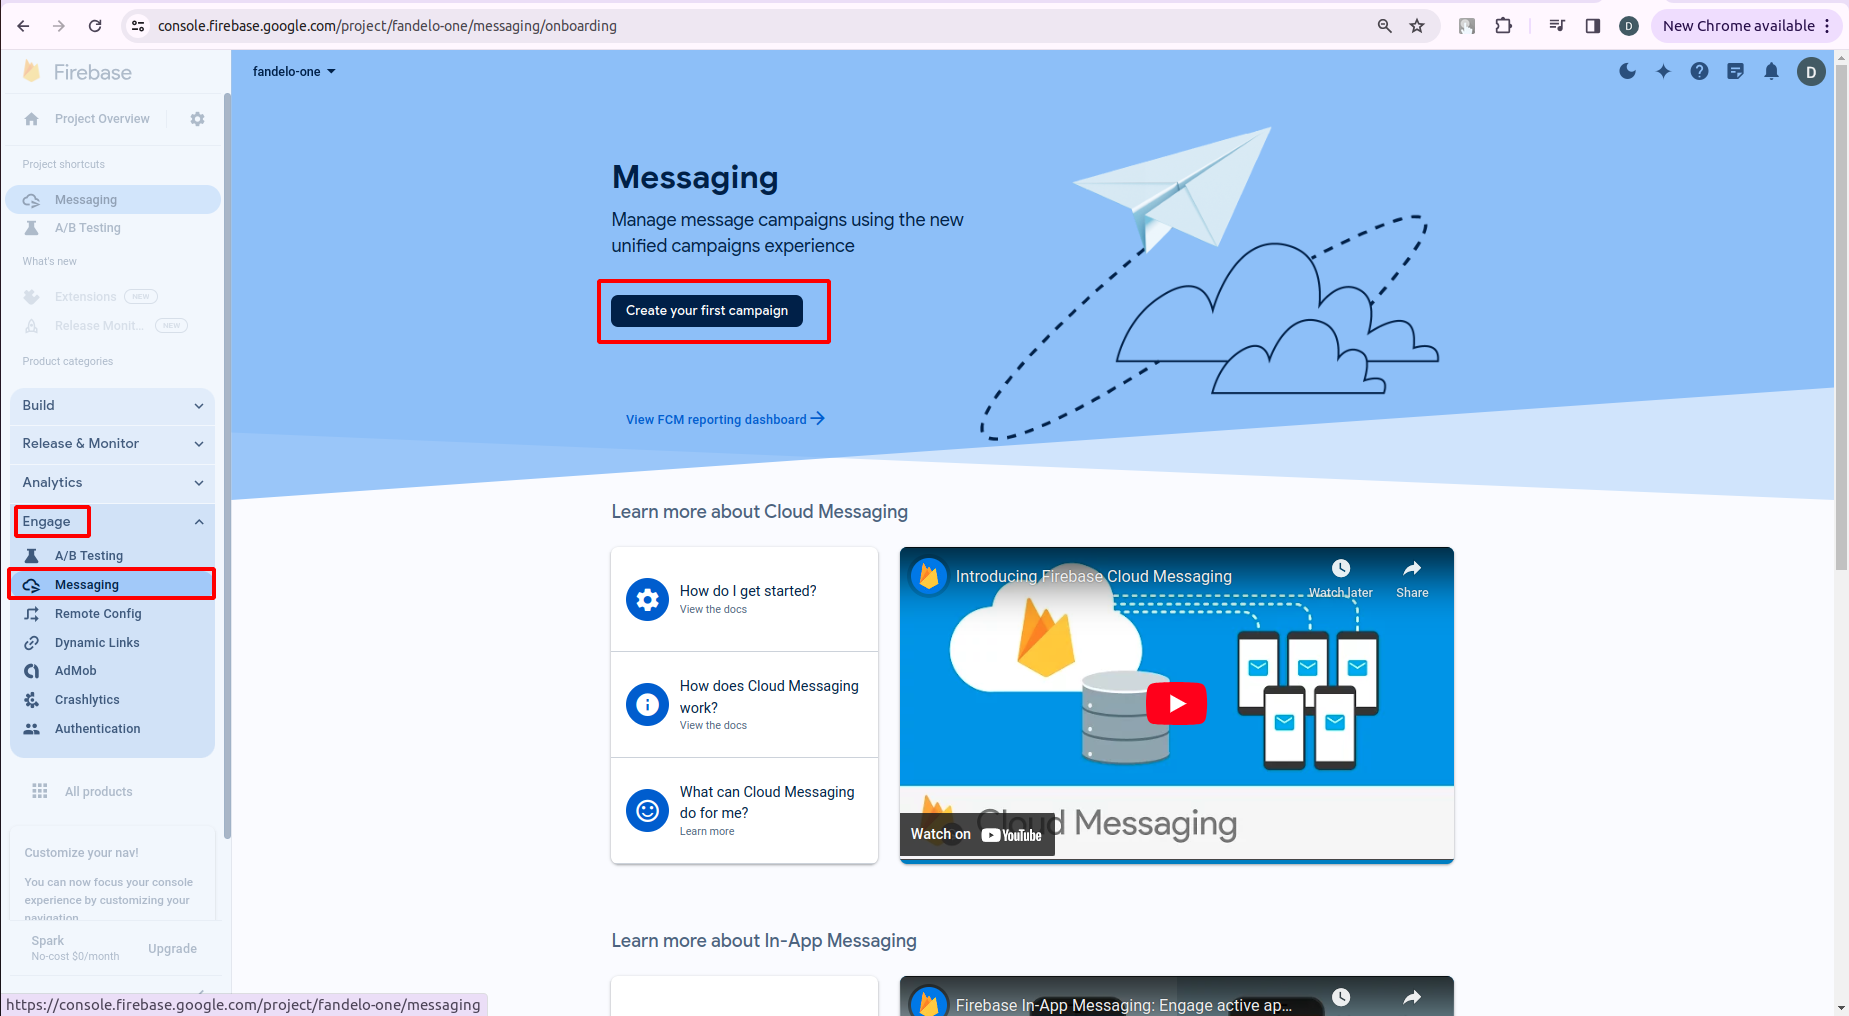 console.firebase.google.com/project/fandelo-one/messaging/onboarding
D
New Chrome available
Firebase
fandelo-one
D
Project Overview
Project shortcuts
Messaging
A/B Testing
What's new
Extensions NEW
Release Monit... NEW
Product categories
Build
Release & Monitor
Analytics
Engage
A/B Testing
Messaging
Remote Config
Dynamic Links
AdMob
Crashlytics
Authentication
All products
Customize your nav!
You can now focus your console
experience by customizing your
navigation
Spark
No-cost $0/month
Upgrade
https://console.firebase.google.com/project/fandelo-one/messaging
Messaging
Manage message campaigns using the new
unified campaigns experience
Create your first campaign
View FCM reporting dashboard
Learn more about Cloud Messaging
How do I get started?
View the docs
How does Cloud Messaging
work?
View the docs
What can Cloud Messaging
do for me?
Learn more
Introducing Firebase Cloud Messaging
Watch later
Share
Cloud Messaging
Watch on YouTube
Learn more about In-App Messaging
Firebase In-App Messaging: Engage active ap...